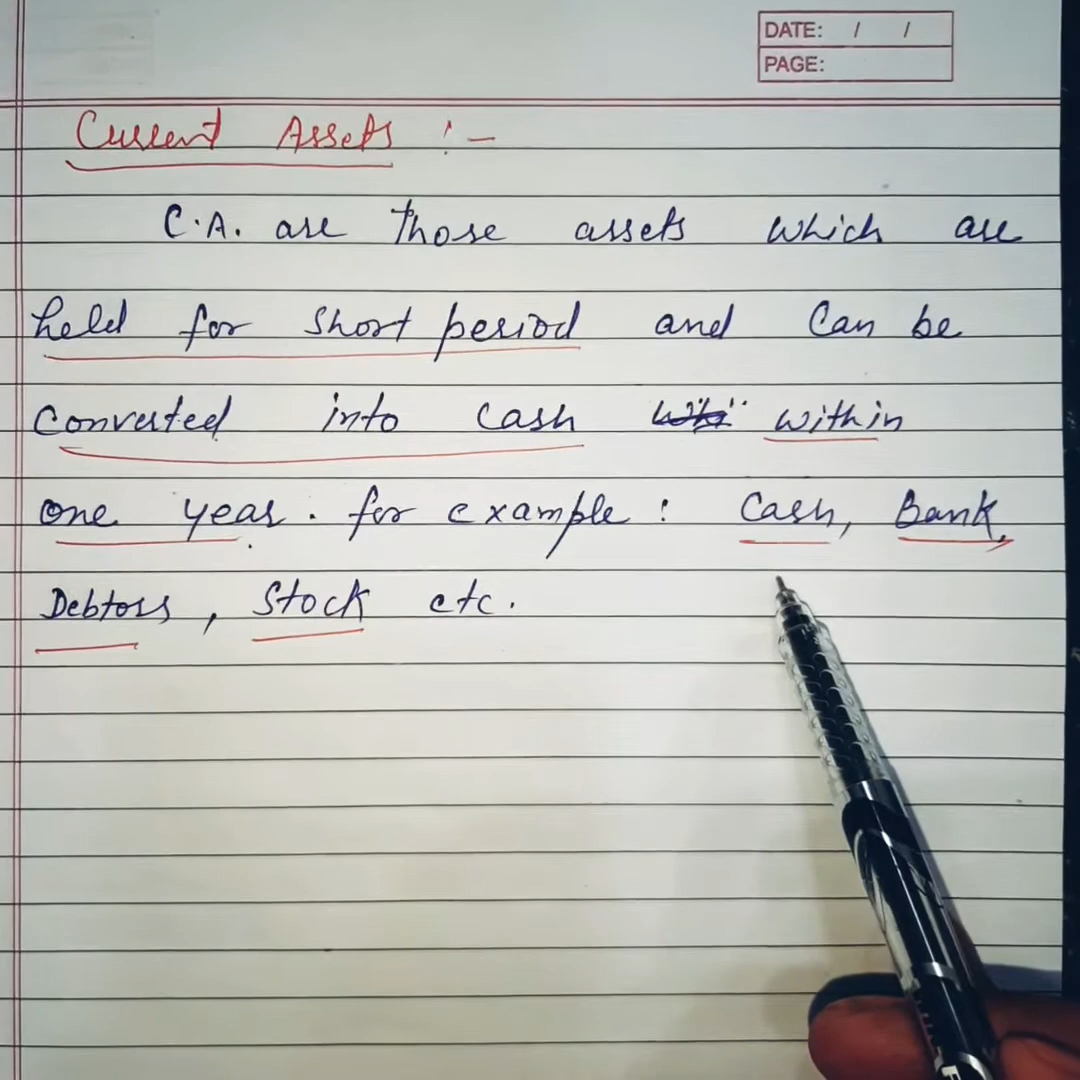 DATE: / /
PAGE:
Current Assets :-
C.A. are those assets which are
held for short period and can be
converted into cash within
one year. for example : Cash, Bank,
Debtors, Stock etc.